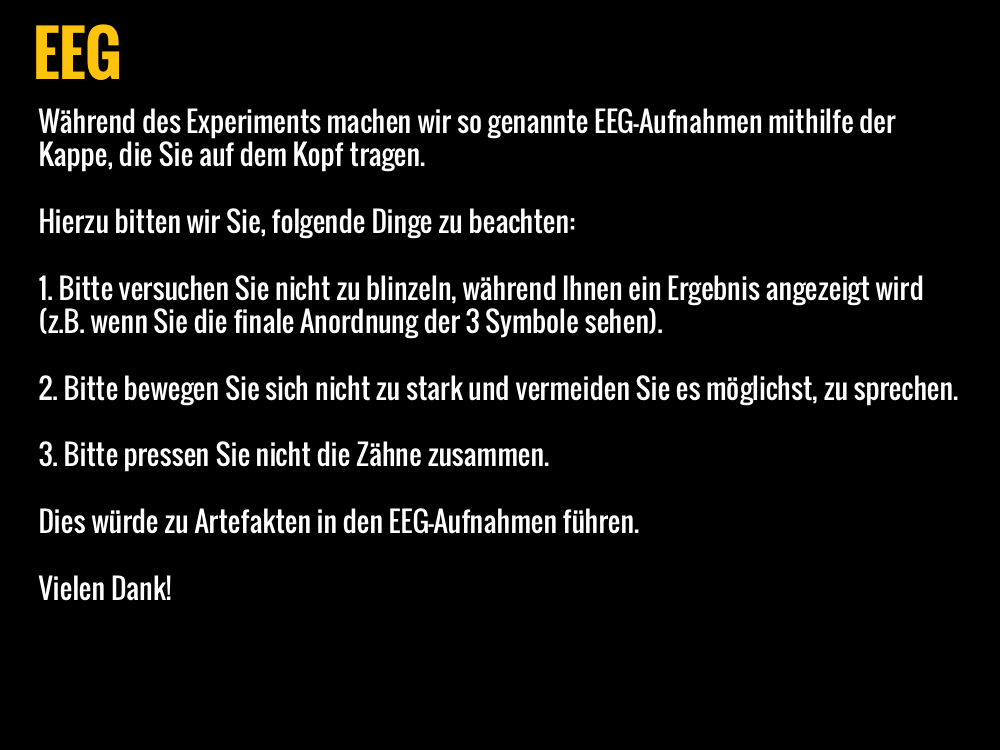 EEG
Während des Experiments machen wir so genannte EEG-Aufnahmen mithilfe der
Kappe, die Sie auf dem Kopf tragen.
Hierzu bitten wir Sie, folgende Dinge zu beachten:
1. Bitte versuchen Sie nicht zu blinzeln, während Ihnen ein Ergebnis angezeigt wird
(z.B. wenn Sie die finale Anordnung der 3 Symbole sehen).
2. Bitte bewegen Sie sich nicht zu stark und vermeiden Sie es möglichst, zu sprechen.
3. Bitte pressen Sie nicht die Zähne zusammen.
Dies würde zu Artefakten in den EEG-Aufnahmen führen.
Vielen Dank!